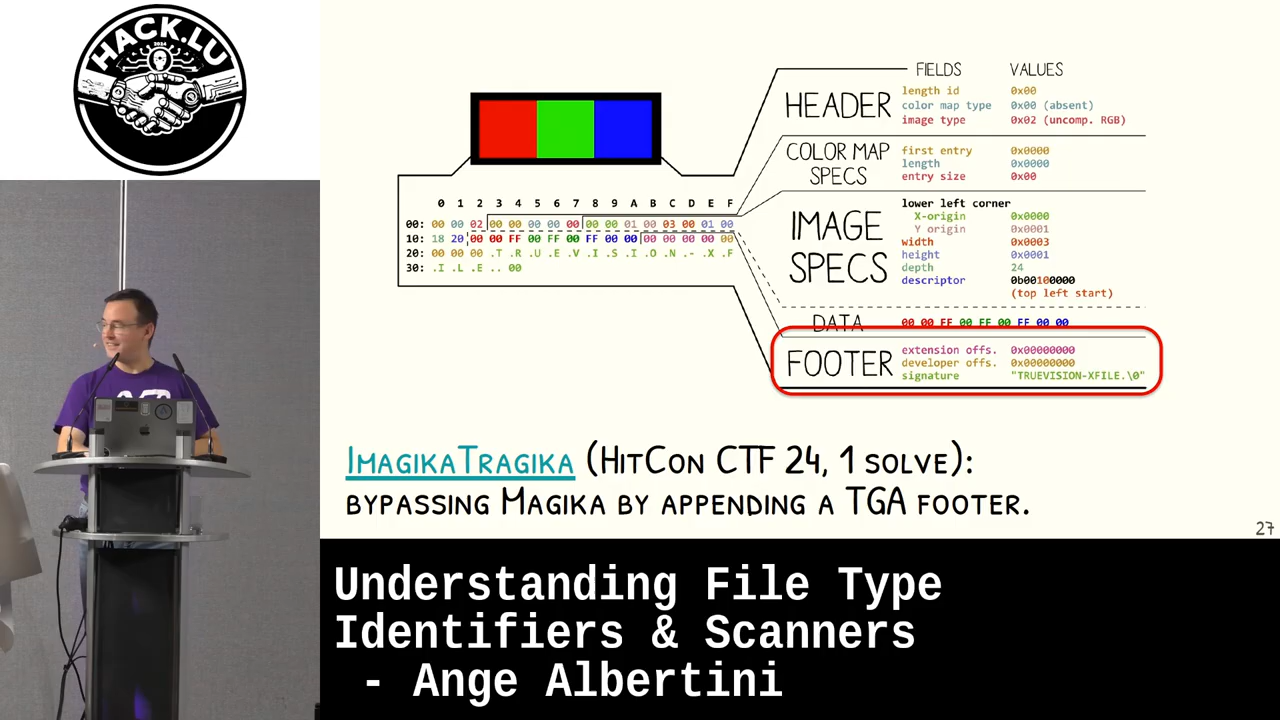 HACK.LU
2024
FIELDS VALUES
HEADER
length id 0x00
color map type 0x00 (absent)
image type 0x02 (uncomp. RGB)
COLOR MAP SPECS
first entry 0x0000
length 0x0000
entry size 0x00
IMAGE SPECS
lower left corner
X-origin 0x0000
Y origin 0x0001
width 0x0003
height 0x0001
depth 24
descriptor 0b00100000
(top left start)
DATA 00 00 FF 00 FF 00 FF 00 00
FOOTER
extension offs. 0x00000000
developer offs. 0x00000000
signature "TRUEVISION-XFILE.\0"
0 1 2 3 4 5 6 7 8 9 A B C D E F
00: 00 00 02 00 00 00 00 00 00 00 01 00 03 00 01 00
10: 18 20 00 00 FF 00 FF 00 FF 00 00 00 00 00 00 00
20: 00 00 00 .T .R .U .E .V .I .S .I .O .N .- .X .F
30: .I .L .E .. 00
IMAGIKATRAGIKA (HITCON CTF 24, 1 SOLVE):
BYPASSING MAGIKA BY APPENDING A TGA FOOTER.
27
Understanding File Type
Identifiers & Scanners
- Ange Albertini